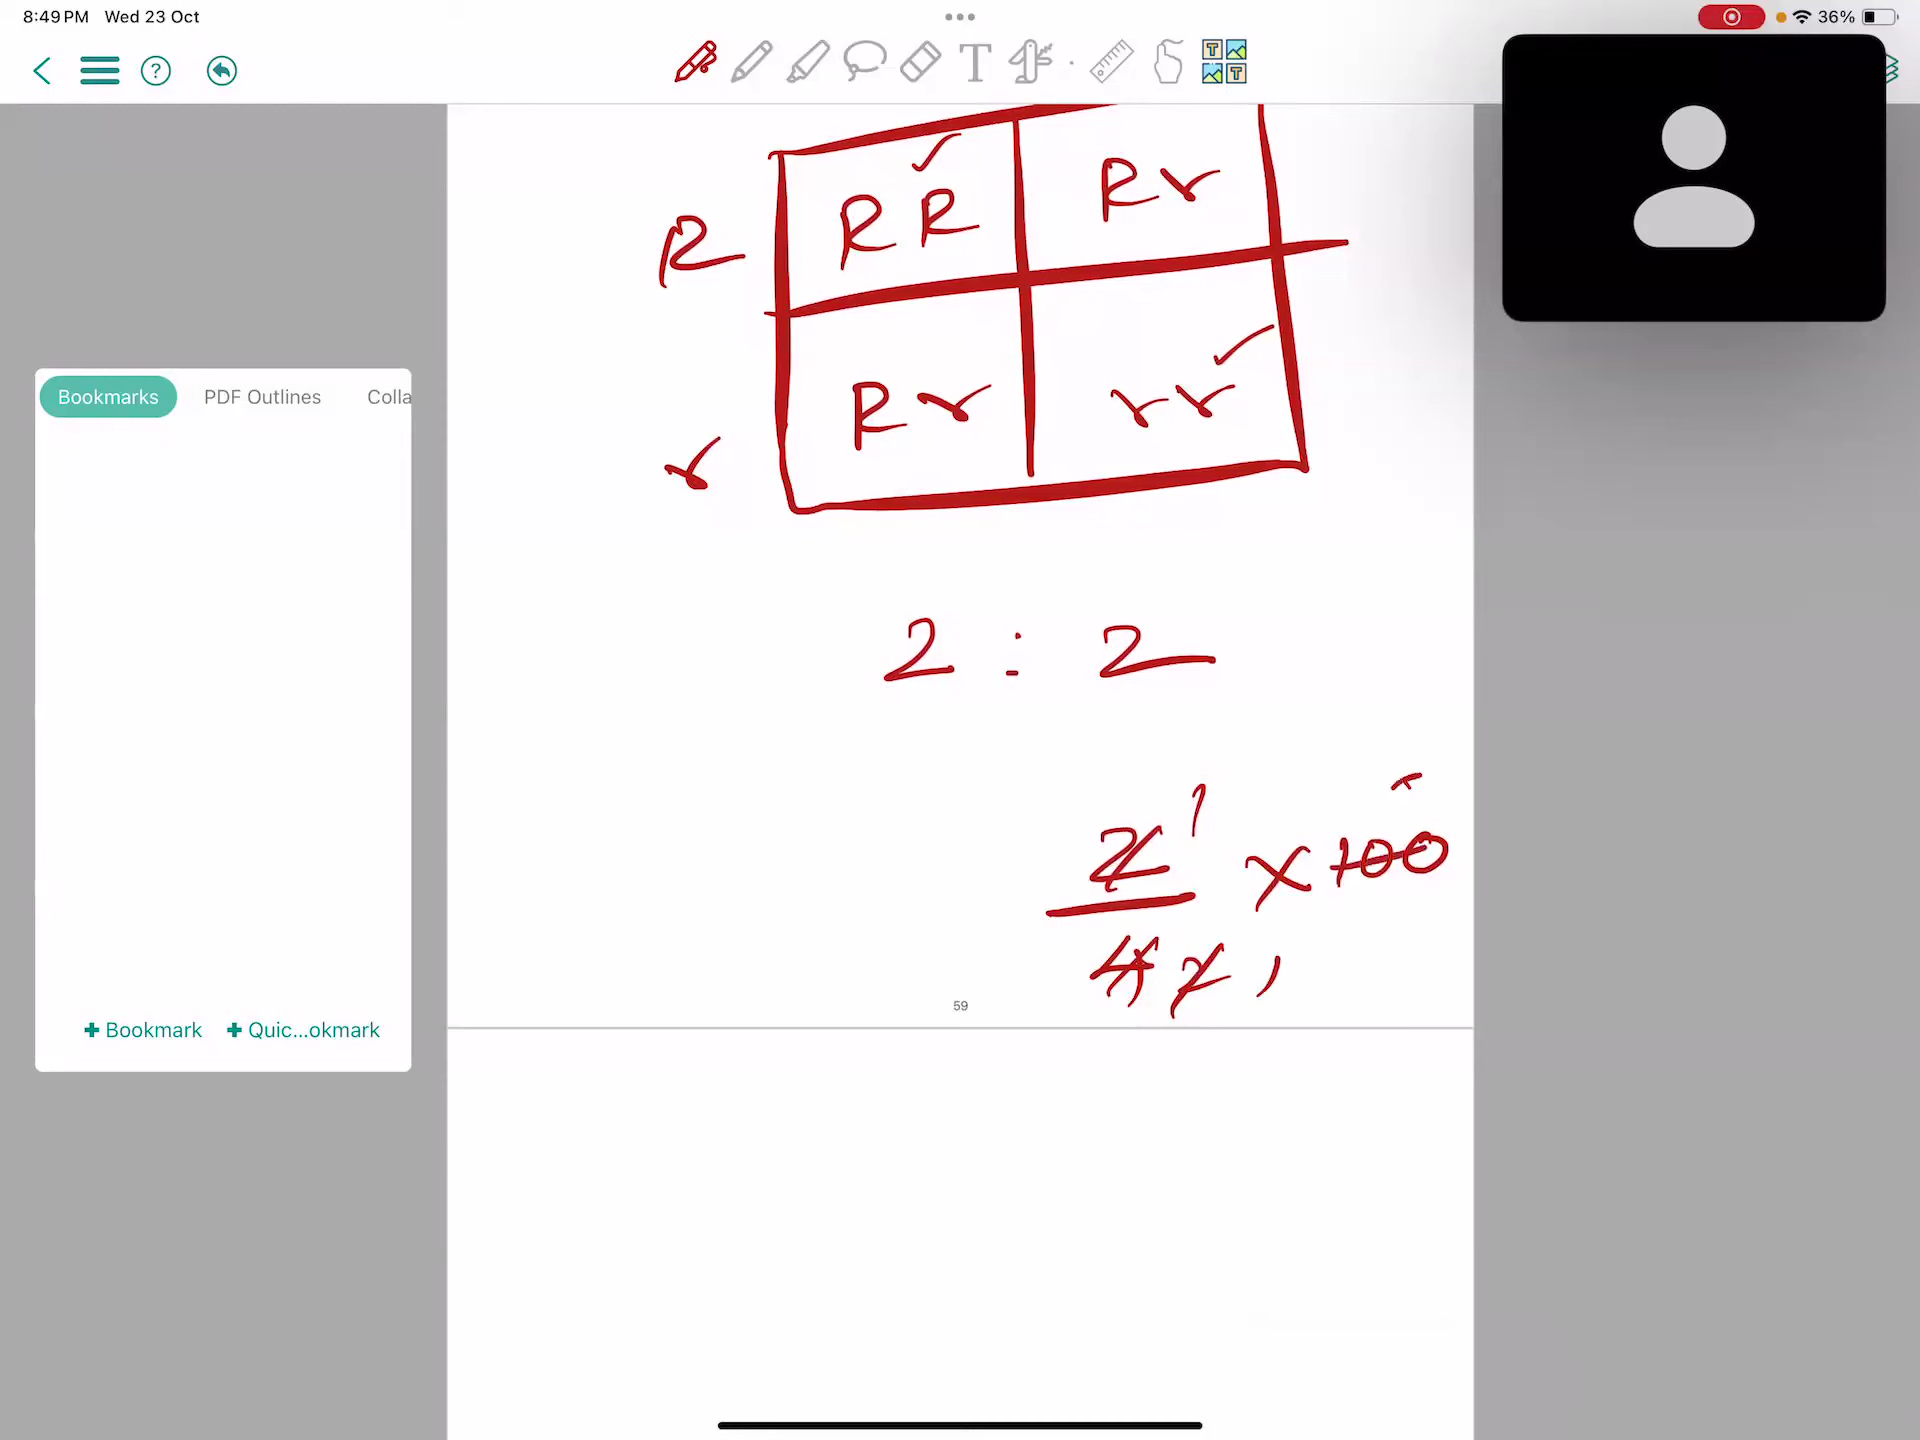 8:49 PM Wed 23 Oct
36%
T
T
T
R R Rr
R
Bookmarks PDF Outlines Colla
Rr rr
r
2 : 2
2 1 × 100
4 2 1
59
+ Bookmark + Quic...okmark